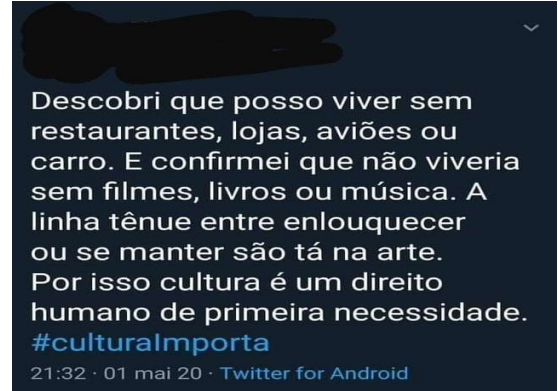 Descobri que posso viver sem
restaurantes, lojas, aviões ou
carro. E confirmei que não viveria
sem filmes, livros ou música. A
linha tênue entre enlouquecer
ou se manter são tá na arte.
Por isso cultura é um direito
humano de primeira necessidade.
#culturaImporta
21:32 · 01 mai 20 · Twitter for Android